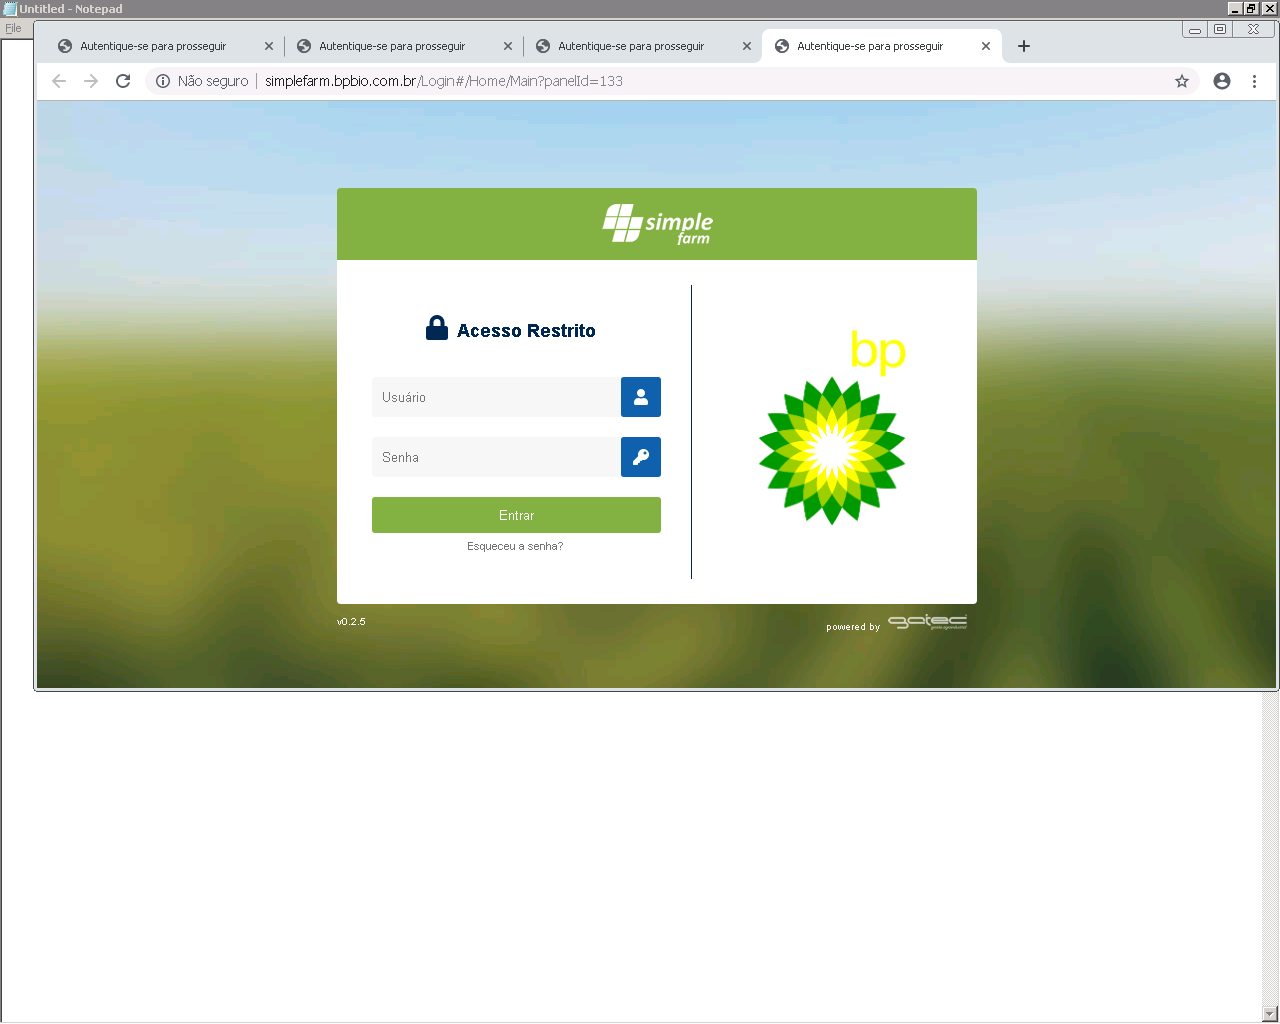 Untitled - Notepad
File
Autentique-se para prosseguir
Autentique-se para prosseguir
Autentique-se para prosseguir
Autentique-se para prosseguir
Não seguro | simplefarm.bpbio.com.br/Login#/Home/Main?panelId=133
simple
farm
Acesso Restrito
Usuário
Senha
Entrar
Esqueceu a senha?
bp
v0.2.5
powered by gatec